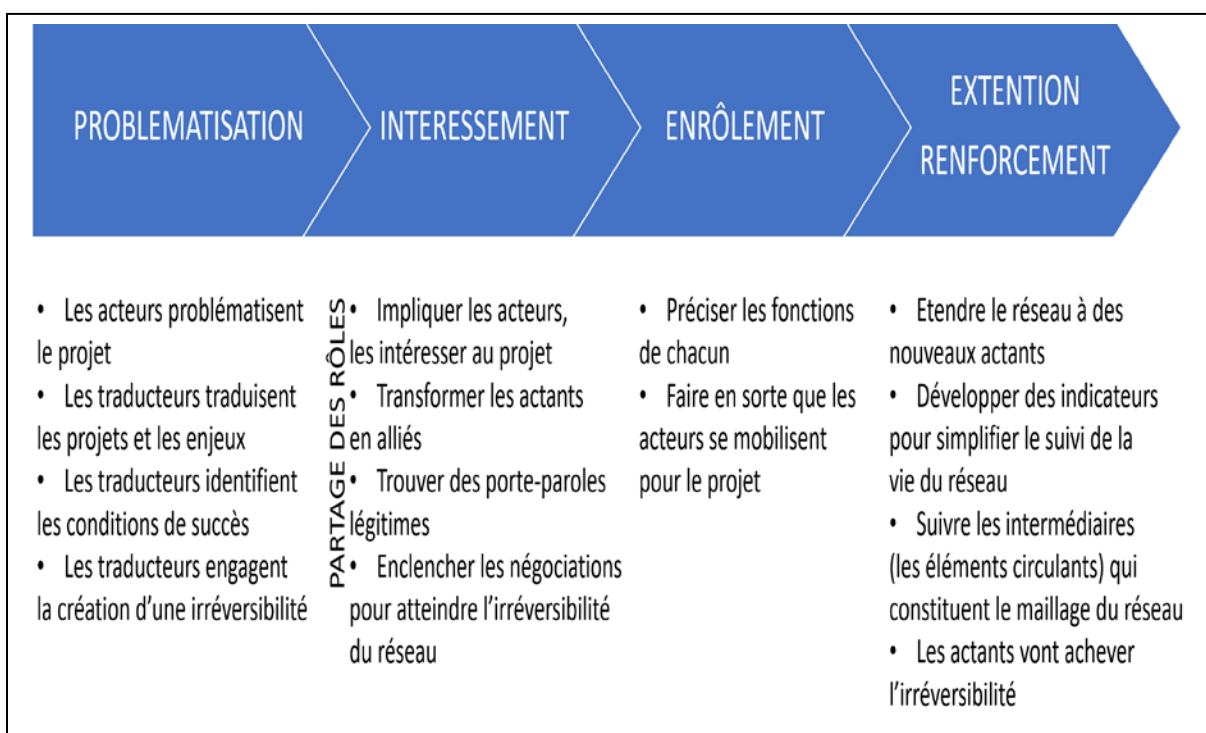 PROBLEMATISATION
INTERESSEMENT
ENRÔLEMENT
EXTENTION
RENFORCEMENT
• Les acteurs problématisent
le projet
• Les traducteurs traduisent
les projets et les enjeux
• Les traducteurs identifient
les conditions de succès
• Les traducteurs engagent
la création d’une irréversibilité
PARTAGE DES RÔLES
• Impliquer les acteurs,
les intéresser au projet
• Transformer les actants
en alliés
• Trouver des porte-paroles
légitimes
• Enclencher les négociations
pour atteindre l’irréversibilité
du réseau
• Préciser les fonctions
de chacun
• Faire en sorte que les
acteurs se mobilisent
pour le projet
• Etendre le réseau à des
nouveaux actants
• Développer des indicateurs
pour simplifier le suivi de la
vie du réseau
• Suivre les intermédiaires
(les éléments circulants) qui
constituent le maillage du réseau
• Les actants vont achever
l’irréversibilité